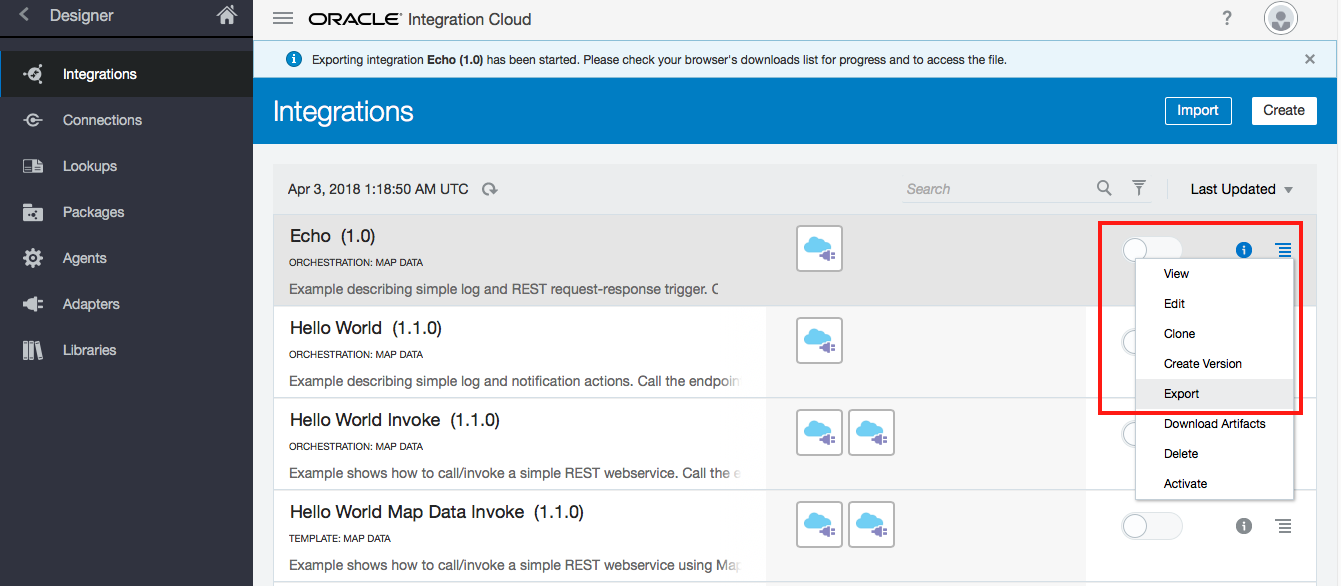 Designer
Integrations
Connections
Lookups
Packages
Agents
Adapters
Libraries
ORACLE® Integration Cloud
?
Exporting integration Echo (1.0) has been started. Please check your browser's downloads list for progress and to access the file.
Integrations
Import
Create
Apr 3, 2018 1:18:50 AM UTC
Search
Last Updated
Echo (1.0)
ORCHESTRATION: MAP DATA
Example describing simple log and REST request-response trigger. C
Hello World (1.1.0)
ORCHESTRATION: MAP DATA
Example describing simple log and notification actions. Call the endpoin
Hello World Invoke (1.1.0)
ORCHESTRATION: MAP DATA
Example shows how to call/invoke a simple REST webservice. Call the e
Hello World Map Data Invoke (1.1.0)
TEMPLATE: MAP DATA
Example shows how to call/invoke a simple REST webservice using Map
View
Edit
Clone
Create Version
Export
Download Artifacts
Delete
Activate